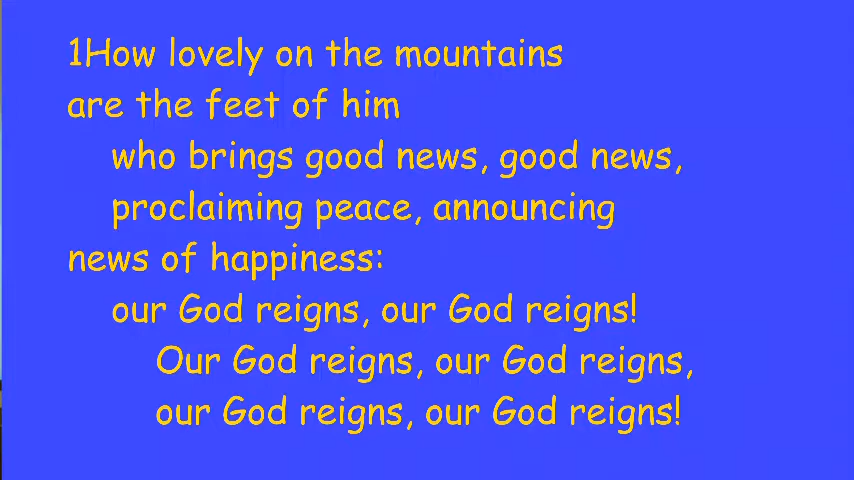 1How lovely on the mountains
are the feet of him
who brings good news, good news,
proclaiming peace, announcing
news of happiness:
our God reigns, our God reigns!
Our God reigns, our God reigns,
our God reigns, our God reigns!